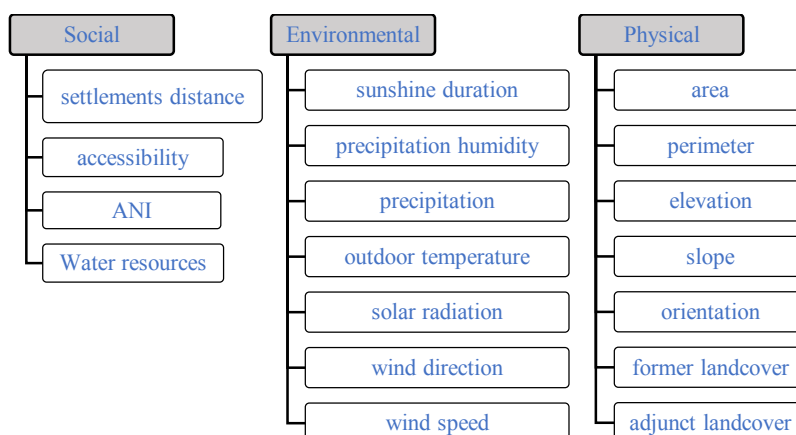 Social
settlements distance
accessibility
ANI
Water resources
Environmental
sunshine duration
precipitation humidity
precipitation
outdoor temperature
solar radiation
wind direction
wind speed
Physical
area
perimeter
elevation
slope
orientation
former landcover
adjunct landcover